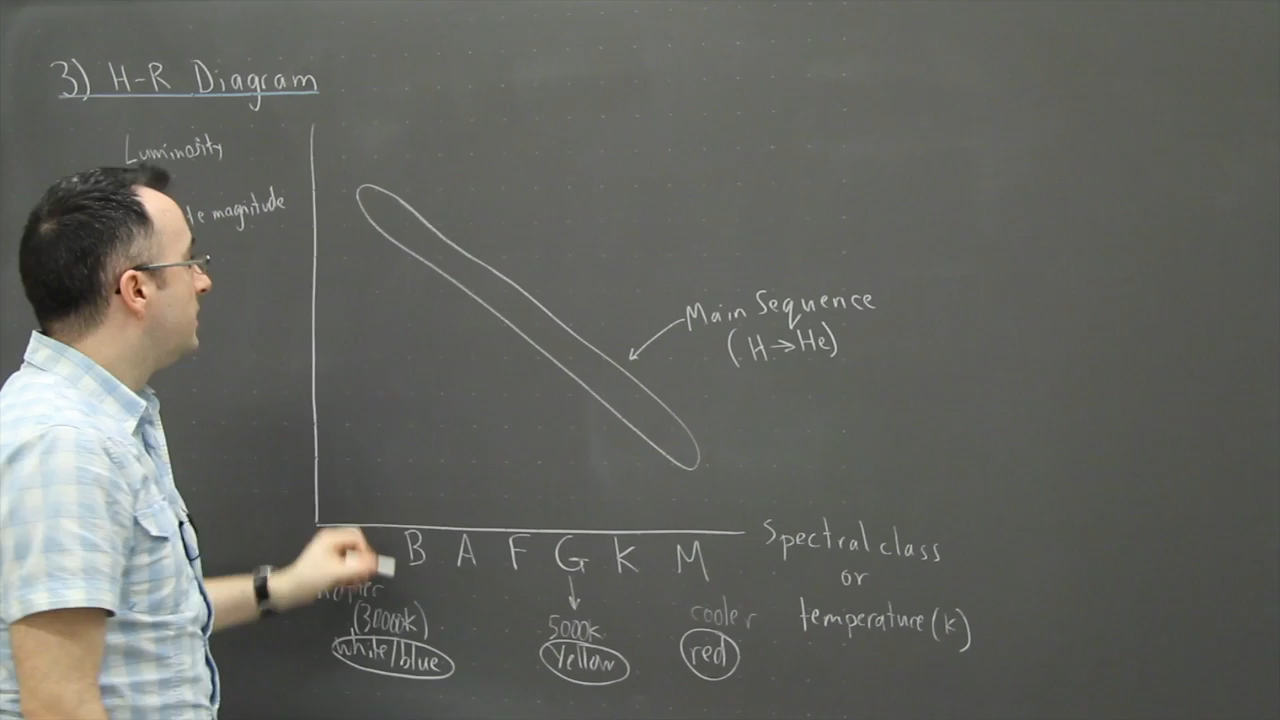 3) H-R Diagram
Luminosity
magnitude
Main Sequence
(H→He)
B A F G K M
Spectral class
or
temperature (K)
(30000K)
white/blue
5000K
Yellow
cooler
red